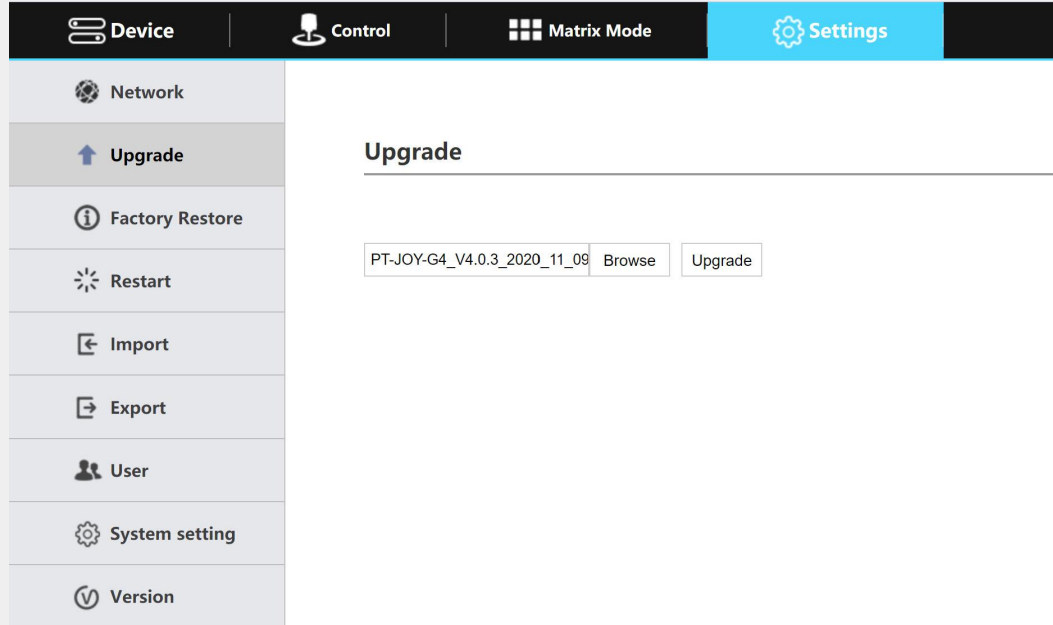 Device
Control
Matrix Mode
Settings
Network
Upgrade
Factory Restore
Restart
Import
Export
User
System setting
Version
Upgrade
PT-JOY-G4_V4.0.3_2020_11_09
Browse
Upgrade